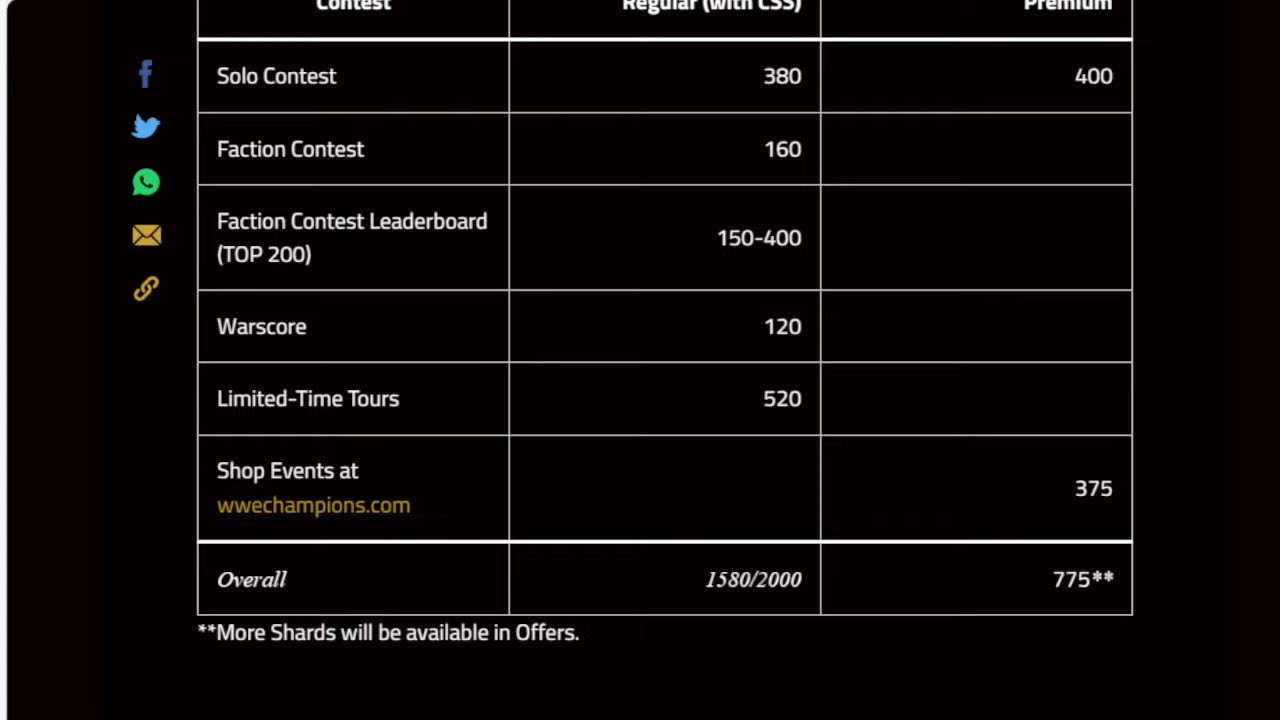 Contest Regular (with CSS) Premium
Solo Contest 380 400
Faction Contest 160
Faction Contest Leaderboard
(TOP 200) 150-400
Warscore 120
Limited-Time Tours 520
Shop Events at
wwechampions.com 375
Overall 1580/2000 775**
**More Shards will be available in Offers.